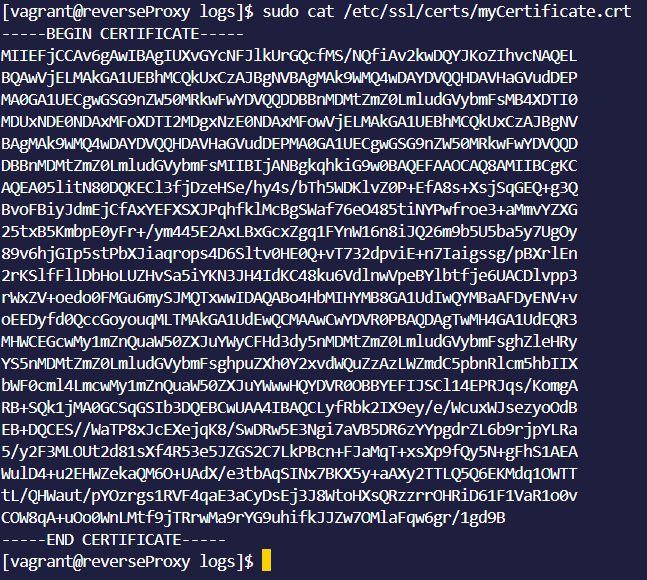 [vagrant@reverseProxy logs]$ sudo cat /etc/ssl/certs/myCertificate.crt
-----BEGIN CERTIFICATE-----
MIIEFjCCAv6gAwIBAgIUXvGYcNFJlkUrGQcfMS/NQfiAv2kwDQYJKoZIhvcNAQEL
BQAwVjELMAkGA1UEBhMCQkUxCzAJBgNVBAgMAk9WMQ4wDAYDVQQHDAVHaGVudDEP
MA0GA1UECgwGSG9nZW50MRkwFwYDVQQDDBBnMDMtZmZ0LmludGVybmFsMB4XDTI0
MDUxNDE0NDAxMFoXDTI2MDgxNzE0NDAxMFowVjELMAkGA1UEBhMCQkUxCzAJBgNV
BAgMAk9WMQ4wDAYDVQQHDAVHaGVudDEPMA0GA1UECgwGSG9nZW50MRkwFwYDVQQD
DBBnMDMtZmZ0LmludGVybmFsMIIBIjANBgkqhkiG9w0BAQEFAAOCAQ8AMIIBCgKC
AQEA05litN80DQKECl3fjDzeHSe/hy4s/bTh5WDKlvZ0P+EfA8s+XsjSqGEQ+g3Q
BvoFBiyJdmEjCfAxYEFXSXJPqhfklMcBgSWaf76eO485tiNYPwfroe3+aMmvYZXG
25txB5KmbpE0yFr+/ym445E2AxLBxGcxZgq1FYnW16n8iJQ26m9b5U5ba5y7UgOy
89v6hjGIp5stPbXJiaqrops4D6Sltv0HE0Q+vT732dpviE+n7Iaigssg/pBXrlEn
2rKSlfFllDbHoLUZHvSa5iYKN3JH4IdKC48ku6VdlnwVpeBYlbtfje6UACDlvpp3
rWxZV+oedo0FMGu6mySJMQTxwwIDAQABo4HbMIHYMB8GA1UdIwQYMBaAFDyENV+v
oEEDyfd0QccGoyouqMLTMAkGA1UdEwQCMAAwCwYDVR0PBAQDAgTwMH4GA1UdEQR3
MHWCEGcwMy1mZnQuaW50ZXJuYWyCFHd3dy5nMDMtZmZ0LmludGVybmFsghZleHRy
YS5nMDMtZmZ0LmludGVybmFsghpuZXh0Y2xvdWQuZzAzLWZmdC5pbnRlcm5hbIIX
bWF0cml4LmcwMy1mZnQuaW50ZXJuYWwwHQYDVR0OBBYEFIJSCl14EPRJqs/KomgA
RB+SQk1jMA0GCSqGSIb3DQEBCwUAA4IBAQCLyfRbk2IX9ey/e/WcuxWJsezyoOdB
EB+DQCES//WaTP8xJcEXejqK8/SwDRw5E3Ngi7aVB5DR6zYYpgdrZL6b9rjpYLRa
5/y2F3MLOUt2d81sXf4R53e5JZGS2C7LkPBcn+FJaMqT+xsXp9fQy5N+gFhS1AEA
WulD4+u2EHWZekaQM6O+UAdX/e3tbAqSINx7BKX5y+aAXy2TTLQ5Q6EKMdq1OWTT
tL/QHWaut/pYOzrgs1RVF4qaE3aCyDsEj3J8WtoHXsQRzzrrOHRiD61F1VaR1o0v
COW8qA+uOo0WnLMtf9jTRrwMa9rYG9uhifkJJZw7OMlaFqw6gr/1gd9B
-----END CERTIFICATE-----
[vagrant@reverseProxy logs]$